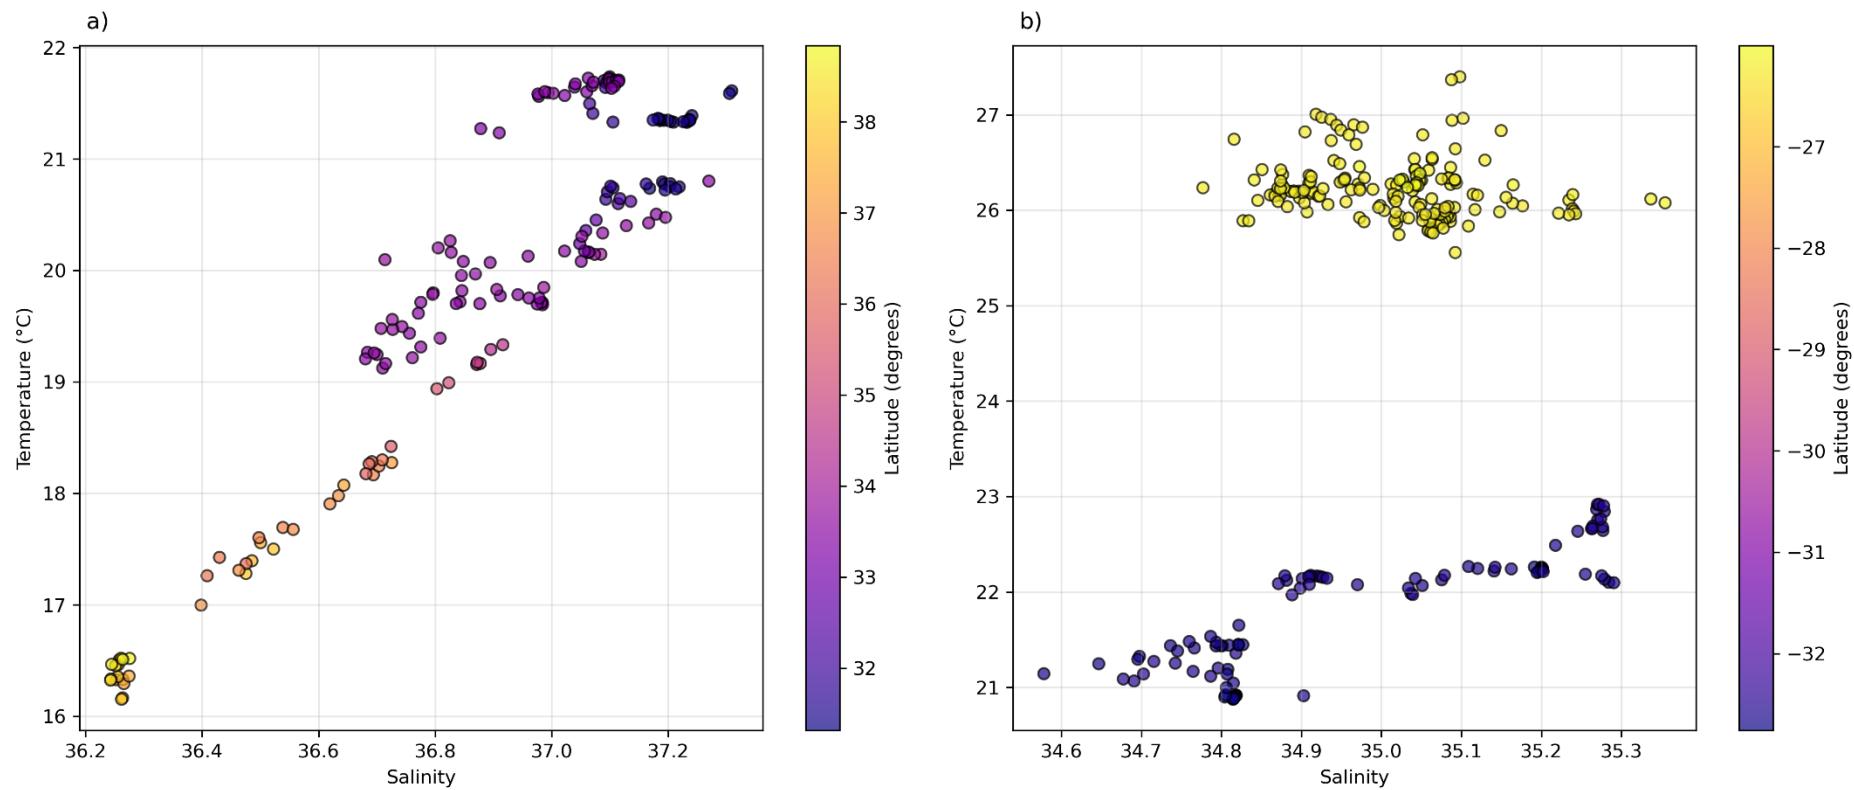 a)
22
21
20
19
18
17
16
Temperature (°C)
36.2 36.4 36.6 36.8 37.0 37.2
Salinity
38
37
36
35
34
33
32
Latitude (degrees)
b)
27
26
25
24
23
22
21
Temperature (°C)
34.6 34.7 34.8 34.9 35.0 35.1 35.2 35.3
Salinity
−27
−28
−29
−30
−31
−32
Latitude (degrees)